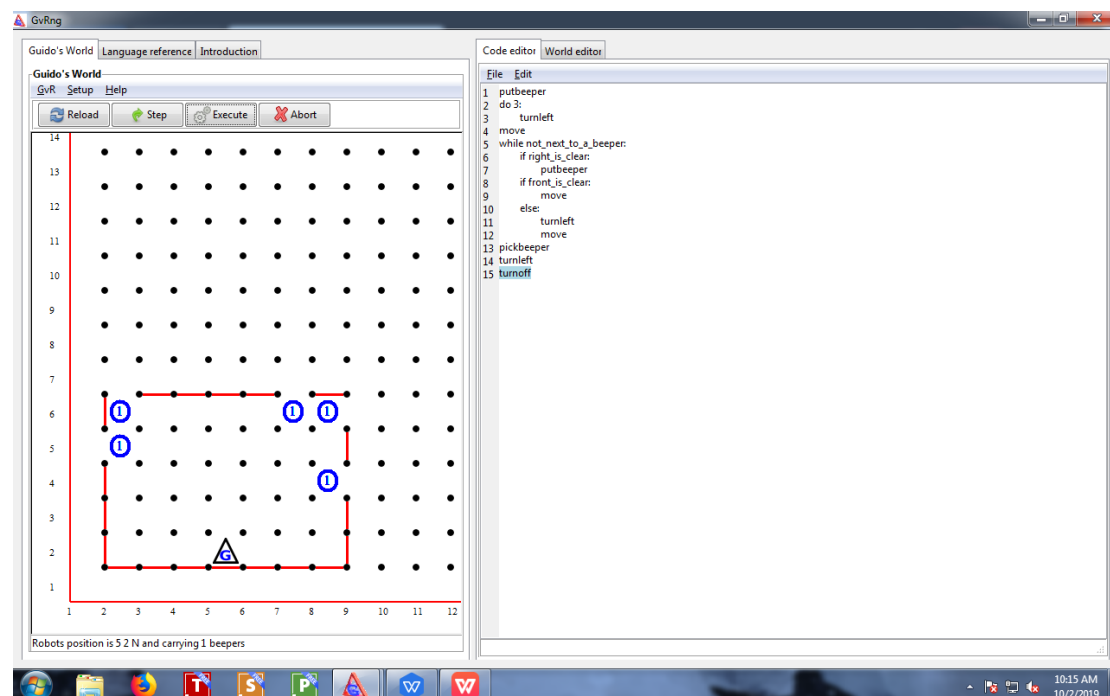 GvRng
Guido's World Language reference Introduction
Guido's World
GvR Setup Help
Reload Step Execute Abort
14
13
12
11
10
9
8
7
6
5
4
3
2
1
1 2 3 4 5 6 7 8 9 10 11 12
1
1
1
1
1
G
Robots position is 5 2 N and carrying 1 beepers
Code editor World editor
File Edit
1 putbeeper
2 do 3:
3 turnleft
4 move
5 while not_next_to_a_beeper:
6 if right_is_clear:
7 putbeeper
8 if front_is_clear:
9 move
10 else:
11 turnleft
12 move
13 pickbeeper
14 turnleft
15 turnoff
T S P W W
10:15 AM
10/2/2019